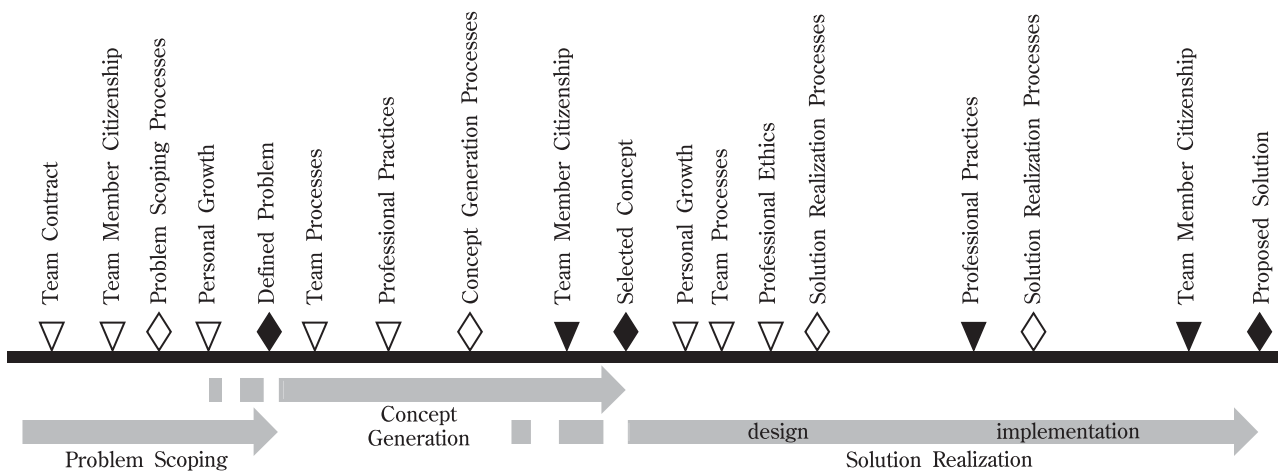 Team Contract
Team Member Citizenship
Problem Scoping Processes
Personal Growth
Defined Problem
Team Processes
Professional Practices
Concept Generation Processes
Team Member Citizenship
Selected Concept
Personal Growth
Team Processes
Professional Ethics
Solution Realization Processes
Professional Practices
Solution Realization Processes
Team Member Citizenship
Proposed Solution
Concept
Generation
design
implementation
Problem Scoping
Solution Realization